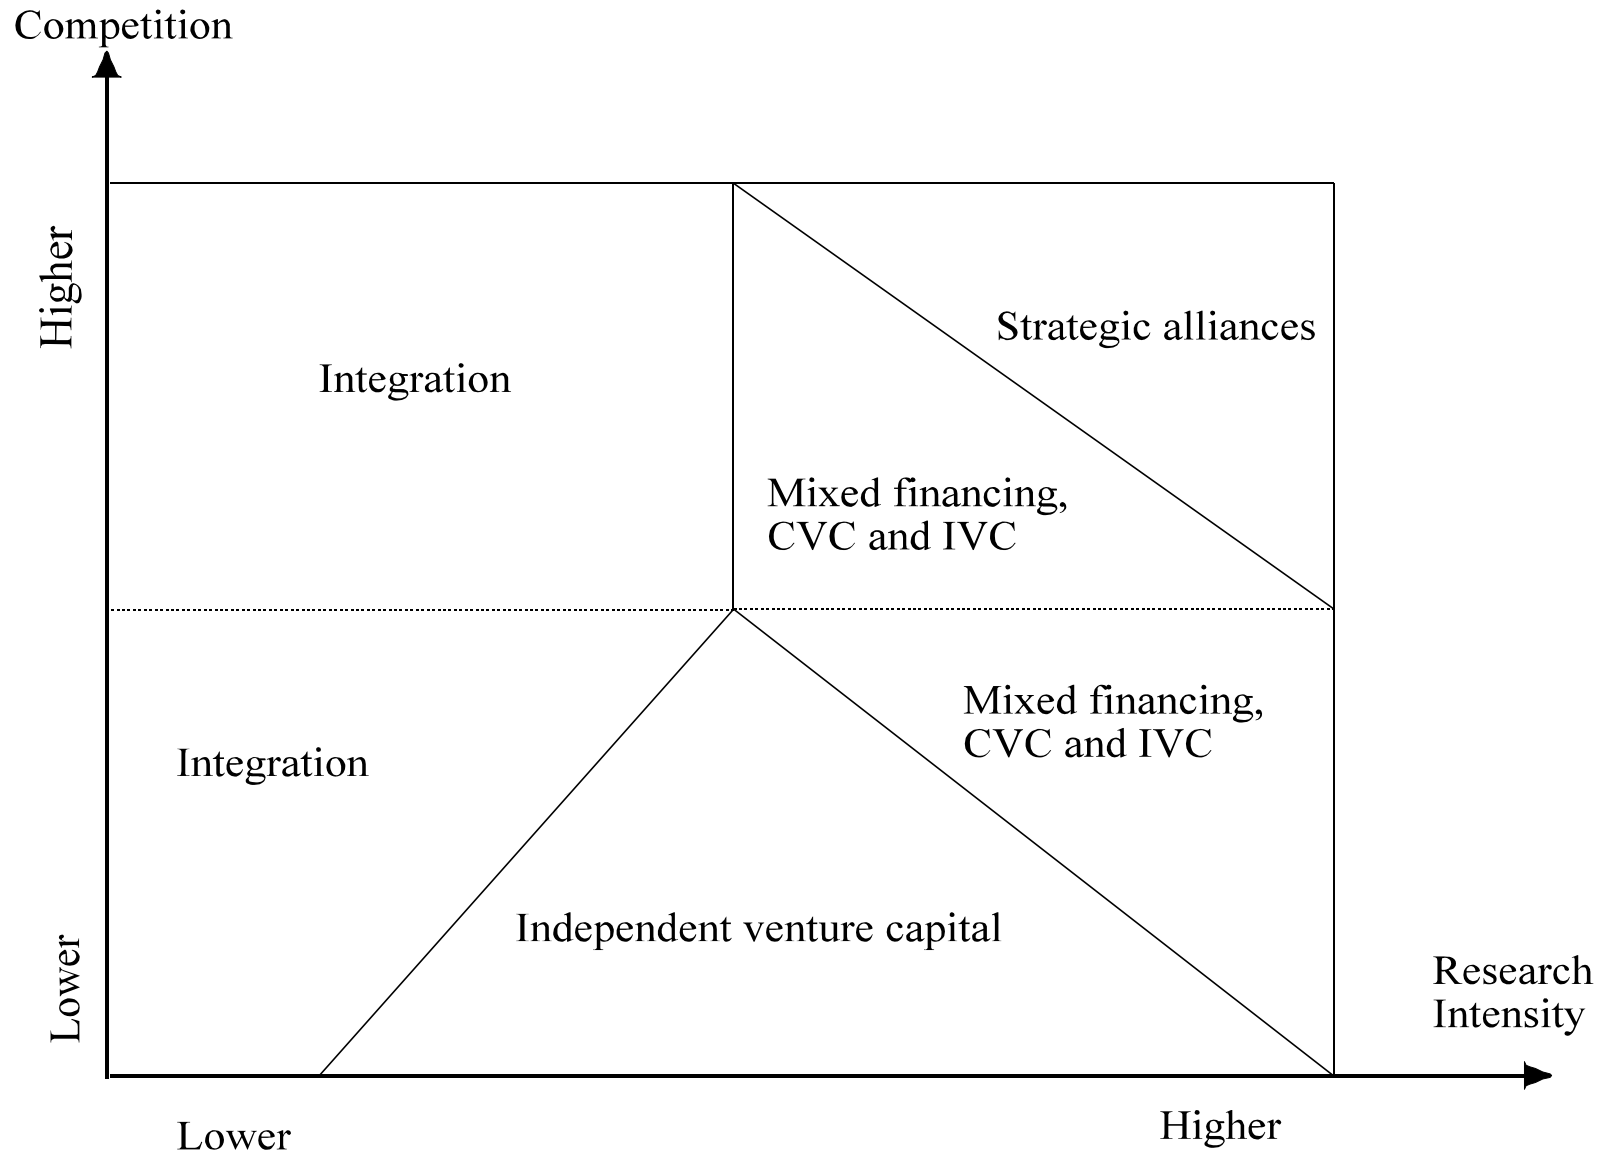 Competition
Higher
Strategic alliances
Integration
Mixed financing,
CVC and IVC
Mixed financing,
CVC and IVC
Integration
Independent venture capital
Lower
Research
Intensity
Lower
Higher